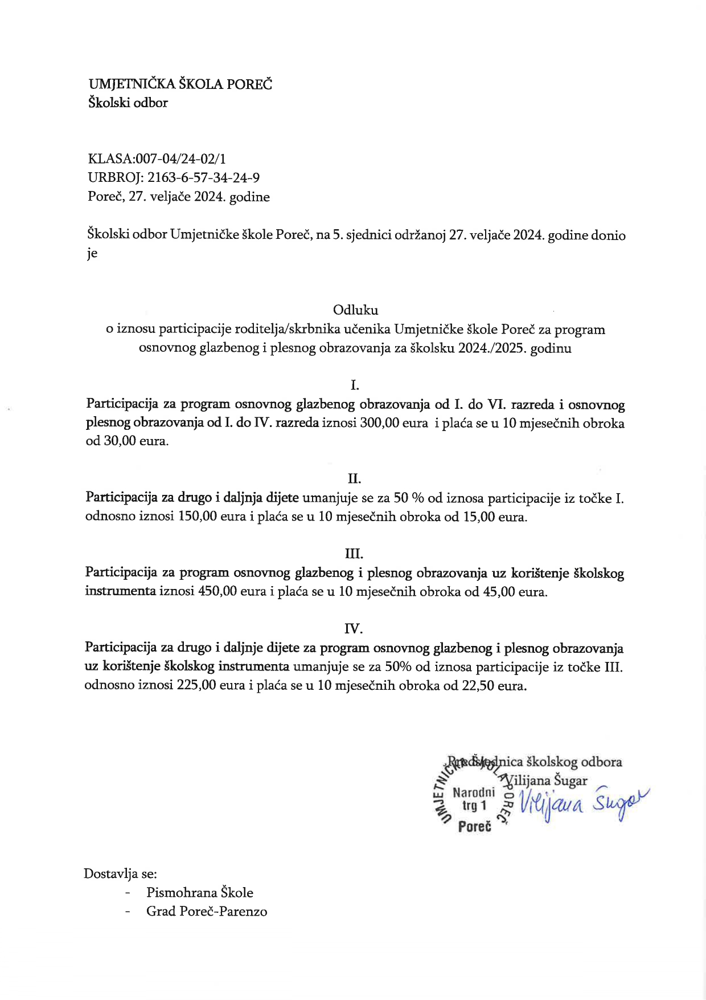 UMJETNIČKA ŠKOLA POREČ
Školski odbor
KLASA:007-04/24-02/1
URBROJ: 2163-6-57-34-24-9
Poreč, 27. veljače 2024. godine
Školski odbor Umjetničke škole Poreč, na 5. sjednici održanoj 27. veljače 2024. godine donio
je
Odluku
o iznosu participacije roditelja/skrbnika učenika Umjetničke škole Poreč za program
osnovnog glazbenog i plesnog obrazovanja za školsku 2024./2025. godinu
I.
Participacija za program osnovnog glazbenog obrazovanja od I. do VI. razreda i osnovnog
plesnog obrazovanja od I. do IV. razreda iznosi 300,00 eura i plaća se u 10 mjesečnih obroka
od 30,00 eura.
II.
Participacija za drugo i daljnja dijete umanjuje se za 50 % od iznosa participacije iz točke I.
odnosno iznosi 150,00 eura i plaća se u 10 mjesečnih obroka od 15,00 eura.
III.
Participacija za program osnovnog glazbenog i plesnog obrazovanja uz korištenje školskog
instrumenta iznosi 450,00 eura i plaća se u 10 mjesečnih obroka od 45,00 eura.
IV.
Participacija za drugo i daljnje dijete za program osnovnog glazbenog i plesnog obrazovanja
uz korištenje školskog instrumenta umanjuje se za 50% od iznosa participacije iz točke III.
odnosno iznosi 225,00 eura i plaća se u 10 mjesečnih obroka od 22,50 eura.
Predsjednica školskog odbora
Vilijana Šugar
Vilijana Šugar
UMJETNIČKA ŠKOLA POREČ
Narodni
trg 1
Poreč
Dostavlja se:
- Pismohrana Škole
- Grad Poreč-Parenzo